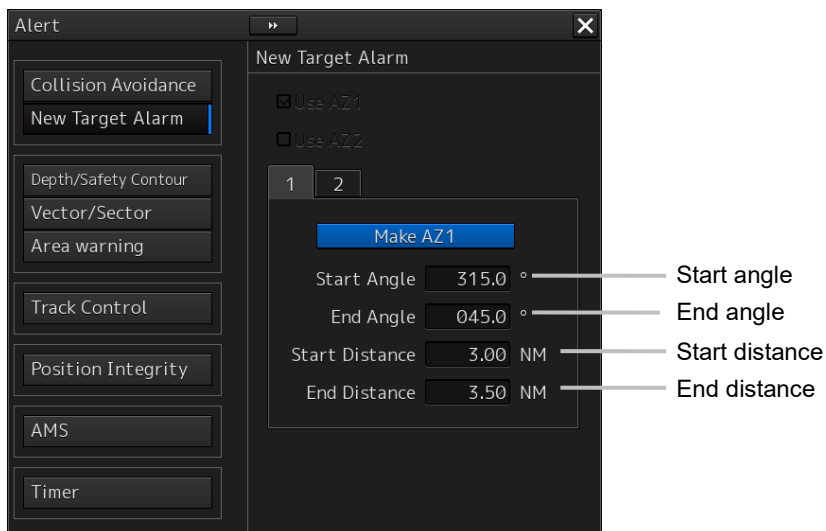 Alert
New Target Alarm
Collision Avoidance
New Target Alarm
Depth/Safety Contour
Vector/Sector
Area warning
Track Control
Position Integrity
AMS
Timer
Use AZ1
Use AZ2
1 2
Make AZ1
Start Angle 315.0 ° Start angle
End Angle 045.0 ° End angle
Start Distance 3.00 NM Start distance
End Distance 3.50 NM End distance